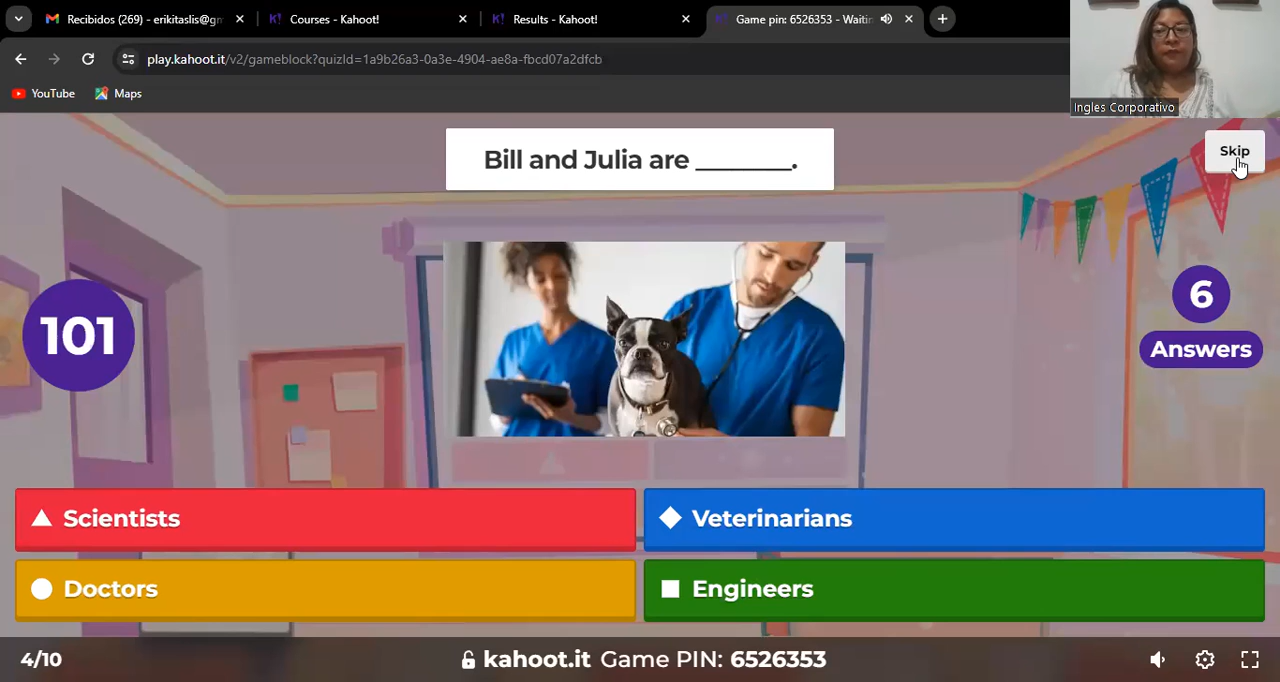 Recibidos (269) - erikitaslis@gm
Courses - Kahoot!
Results - Kahoot!
Game pin: 6526353 - Waitin
play.kahoot.it/v2/gameblock?quizId=1a9b26a3-0a3e-4904-ae8a-fbcd07a2dfcb
YouTube
Maps
Ingles Corporativo
Bill and Julia are ________.
Skip
101
6
Answers
Scientists
Veterinarians
Doctors
Engineers
4/10
kahoot.it Game PIN: 6526353